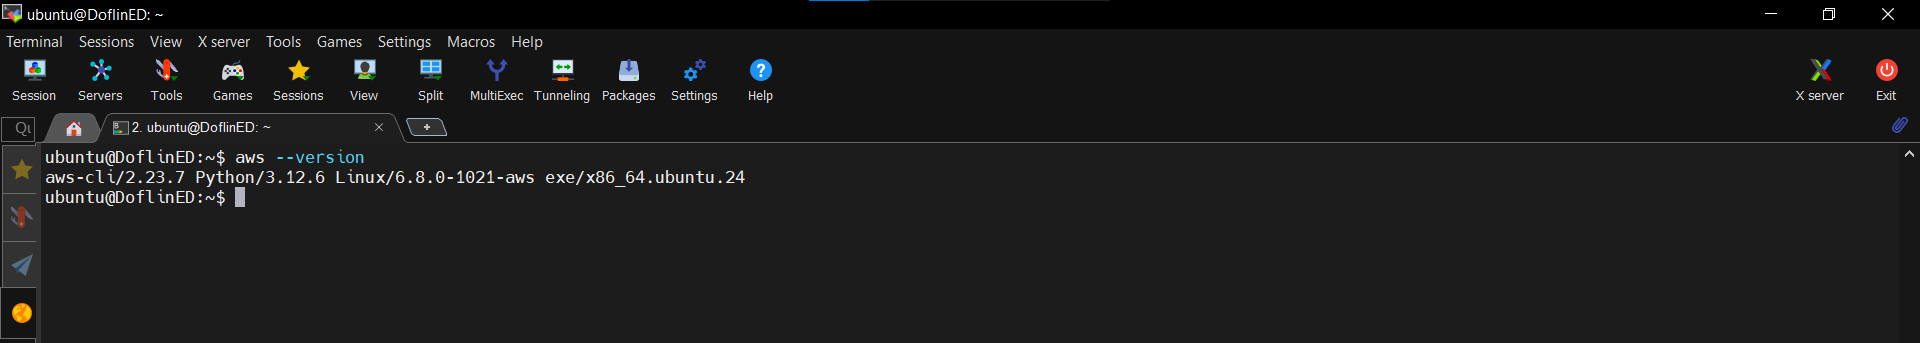 ubuntu@DoflinED: ~
Terminal Sessions View X server Tools Games Settings Macros Help
Session Servers Tools Games Sessions View Split MultiExec Tunneling Packages Settings Help X server Exit
2. ubuntu@DoflinED: ~
ubuntu@DoflinED:~$ aws --version
aws-cli/2.23.7 Python/3.12.6 Linux/6.8.0-1021-aws exe/x86_64.ubuntu.24
ubuntu@DoflinED:~$